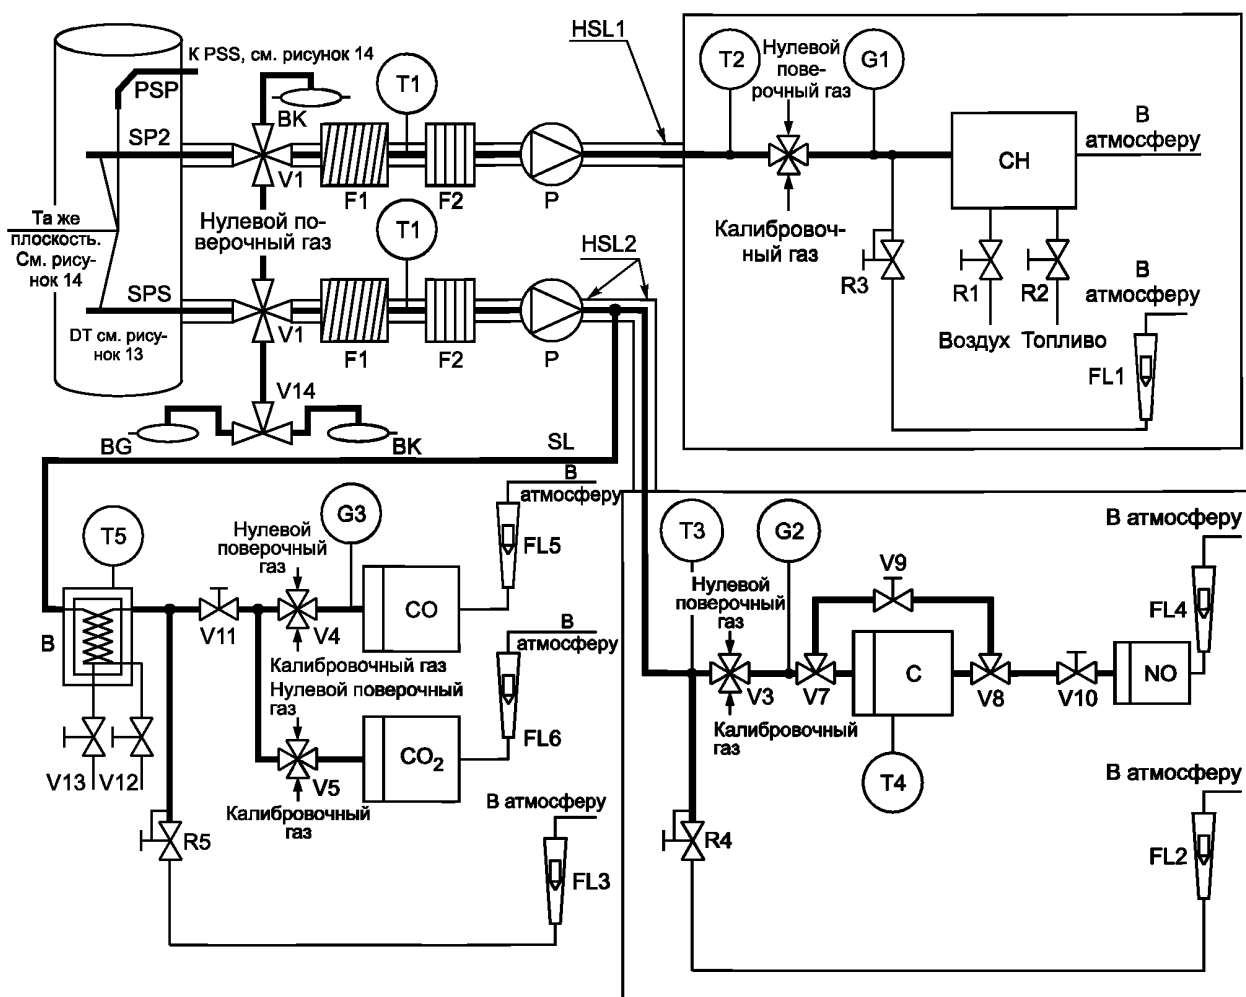 К PSS, см. рисунок 14
PSP
BK
T1
HSL1
T2
Нулевой
пове-
рочный газ
G1
В
атмосферу
SP2
V1
F1
F2
P
CH
Та же
плоскость.
См. рису-
нок 14
Нулевой по-
верочный газ
T1
HSL2
Калибровоч-
ный газ
R3
R1
R2
Воздух
Топливо
В
атмосферу
FL1
SPS
DT см. рису-
нок 13
V1
F1
F2
P
V14
BG
BK
SL
В
атмосферу
FL5
T5
Нулевой
поверочный
газ
G3
CO
B
V11
V4
Калибровочный газ
В
атмосферу
FL6
Нулевой поверочный
газ
CO2
V5
V13
V12
Калибровочный
газ
R5
В атмосферу
FL3
T3
G2
В атмосферу
V9
FL4
Нулевой
поверочный
газ
V3
V7
C
V8
V10
NO
Калибровочный
газ
T4
R4
В атмосферу
FL2